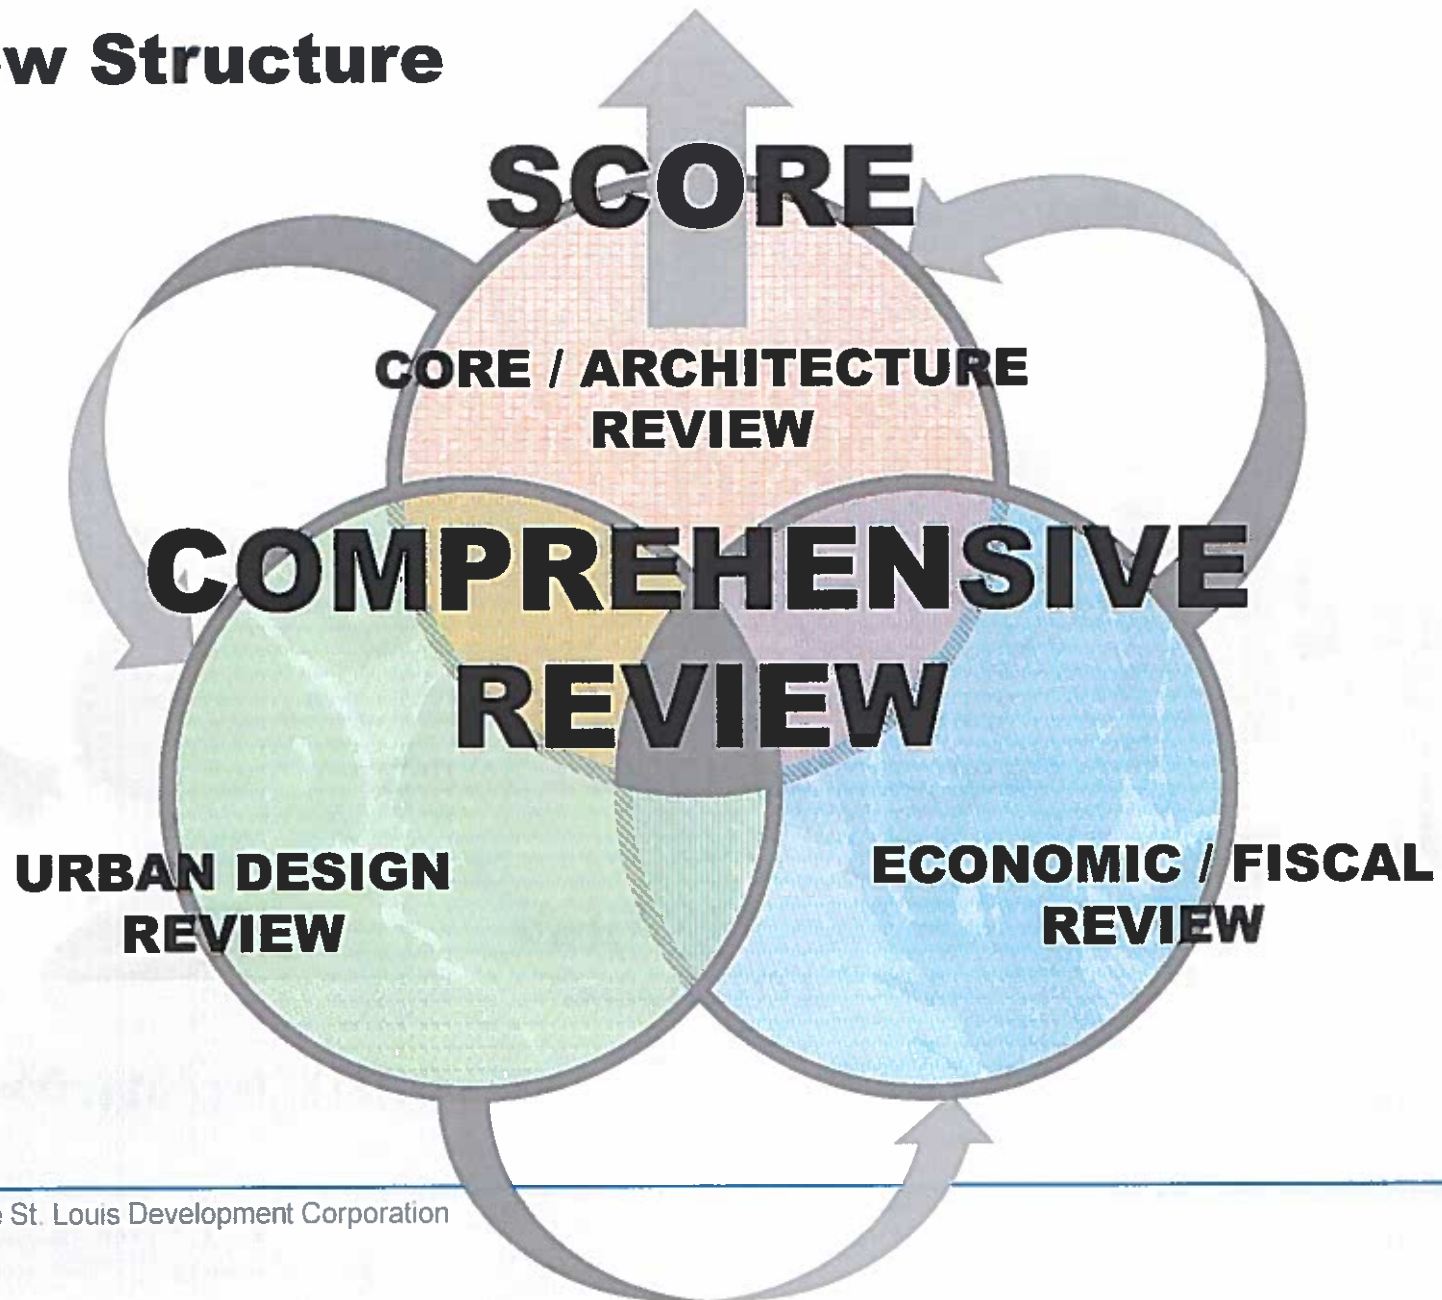 w Structure
SCORE
CORE / ARCHITECTURE
REVIEW
COMPREHENSIVE
REVIEW
URBAN DESIGN
REVIEW
ECONOMIC / FISCAL
REVIEW
St. Louis Development Corporation